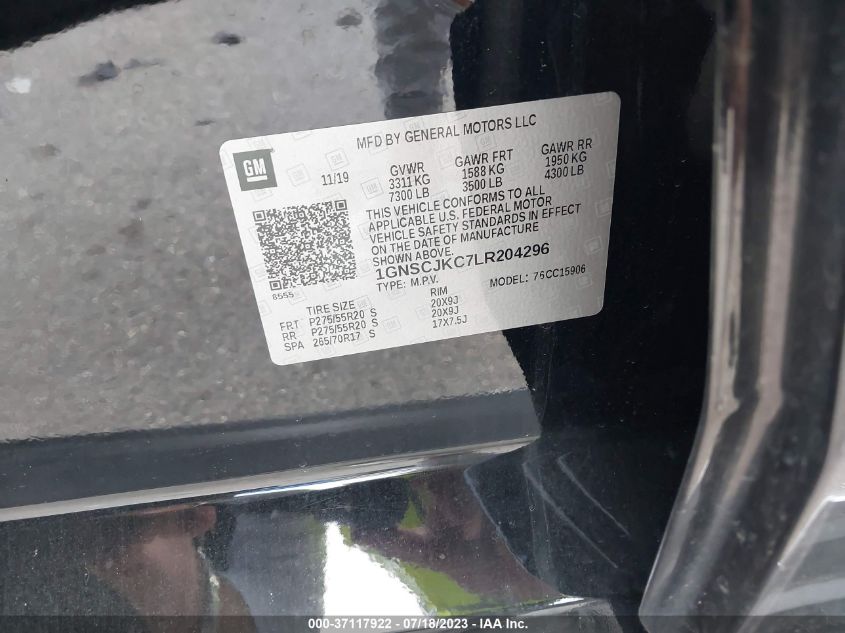 MFD BY GENERAL MOTORS LLC
GM
11/19
GVWR GAWR FRT GAWR RR
3311 KG 1588 KG 1950 KG
7300 LB 3500 LB 4300 LB
THIS VEHICLE CONFORMS TO ALL
APPLICABLE U.S. FEDERAL MOTOR
VEHICLE SAFETY STANDARDS IN EFFECT
ON THE DATE OF MANUFACTURE
SHOWN ABOVE.
1GNSCJKC7LR204296
TYPE: M.P.V. MODEL: 76CC15906
8555
TIRE SIZE RIM
FRT P275/55R20 S 20X9J
RR P275/55R20 S 20X9J
SPA 265/70R17 S 17X7.5J
000-37117922 - 07/18/2023 - IAA Inc.